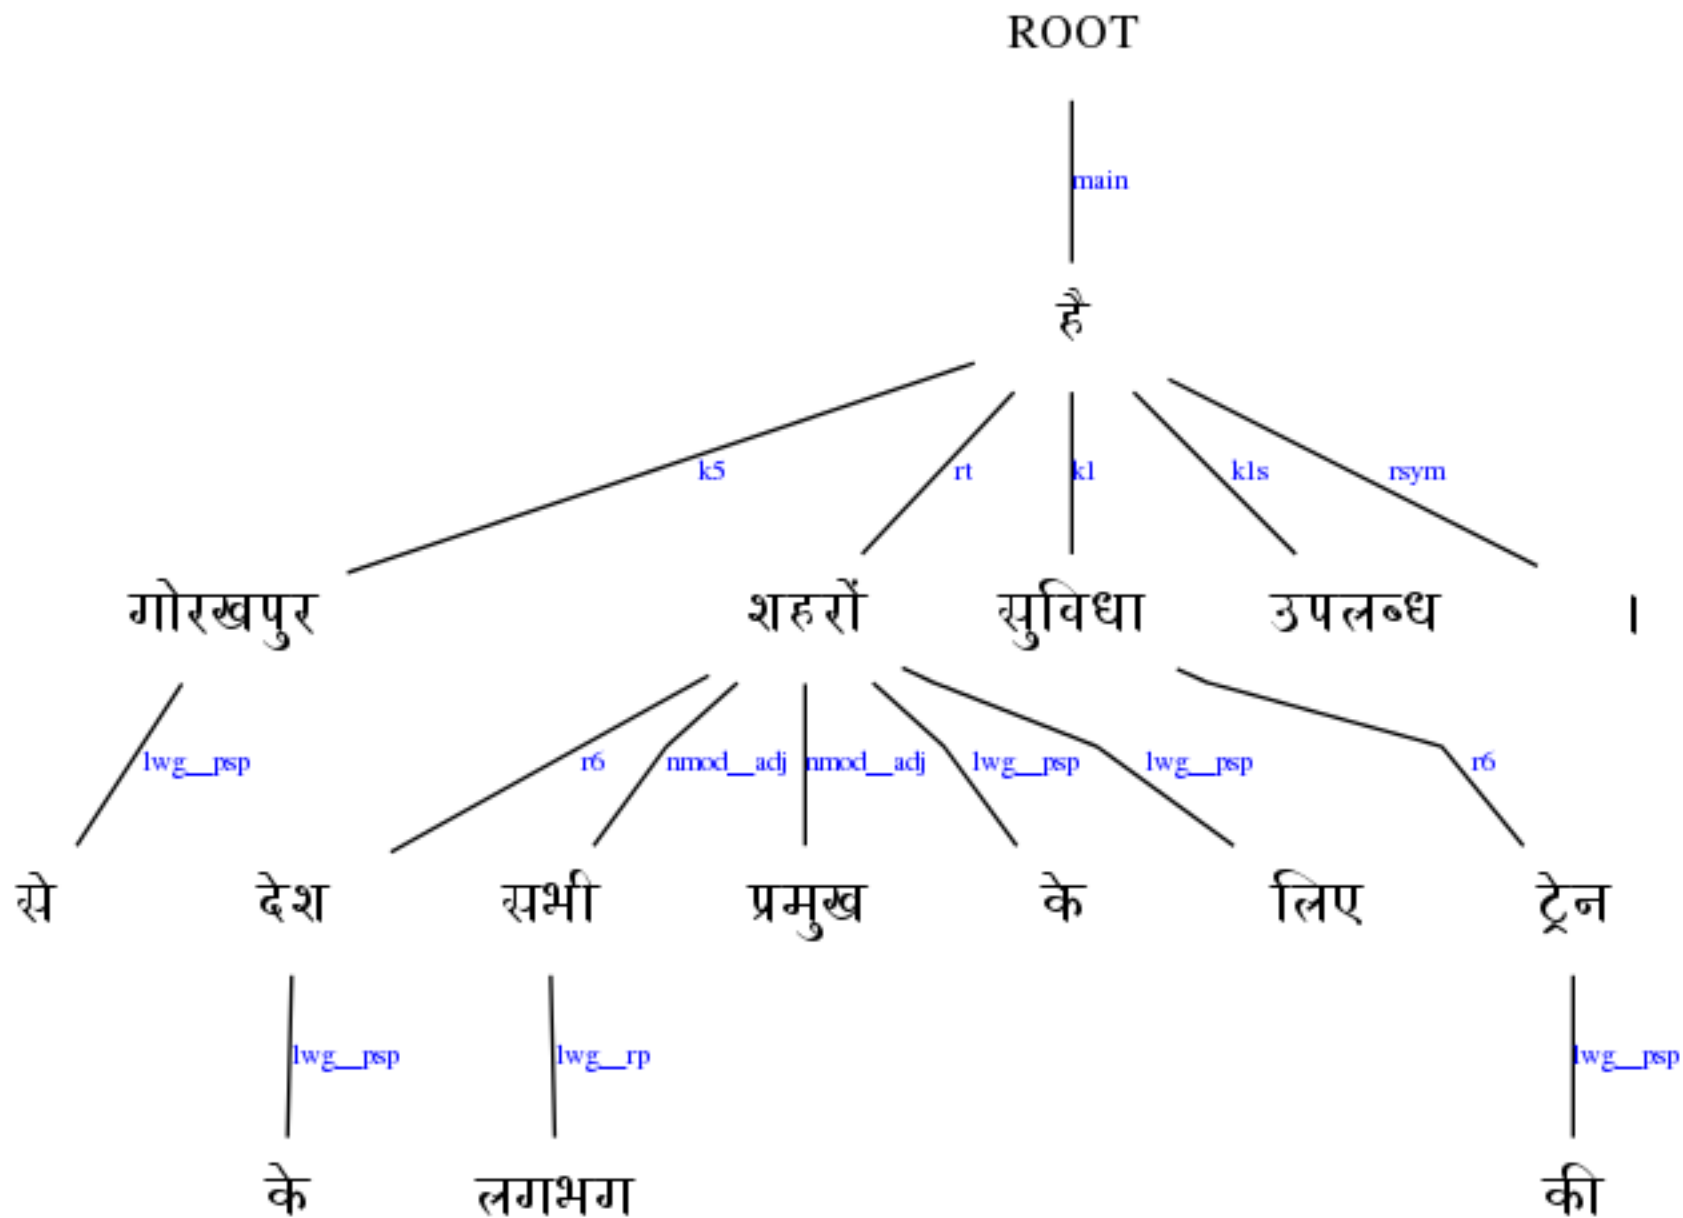 ROOT
main
है
k5 rt k1 k1s rsym
गोरखपुर शहरों सुविधा उपलब्ध ।
lwg__psp r6 nmod__adj nmod__adj lwg__psp lwg__psp r6
से देश सभी प्रमुख के लिए ट्रेन
lwg__psp lwg__rp lwg__psp
के लगभग की